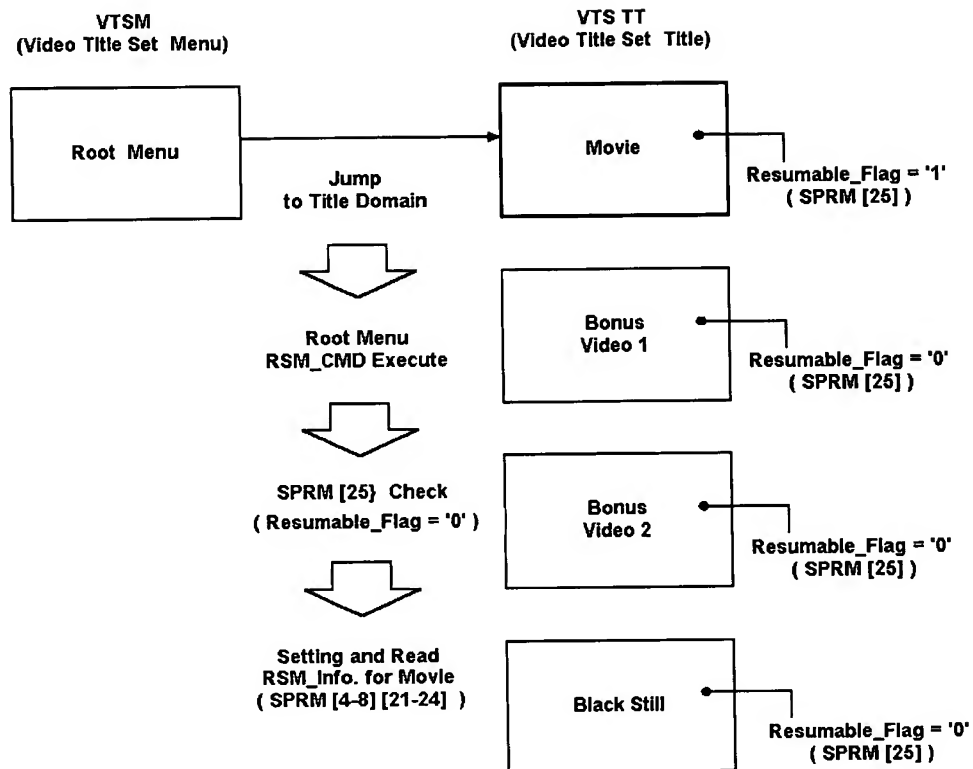 VTSM
(Video Title Set Menu)
VTS TT
(Video Title Set Title)
Root Menu
Movie
Jump
to Title Domain
Resumable_Flag = '1'
( SPRM [25] )
Root Menu
RSM_CMD Execute
Bonus
Video 1
Resumable_Flag = '0'
( SPRM [25] )
SPRM [25} Check
( Resumable_Flag = '0' )
Bonus
Video 2
Resumable_Flag = '0'
( SPRM [25] )
Setting and Read
RSM_Info. for Movie
( SPRM [4-8] [21-24] )
Black Still
Resumable_Flag = '0'
( SPRM [25] )